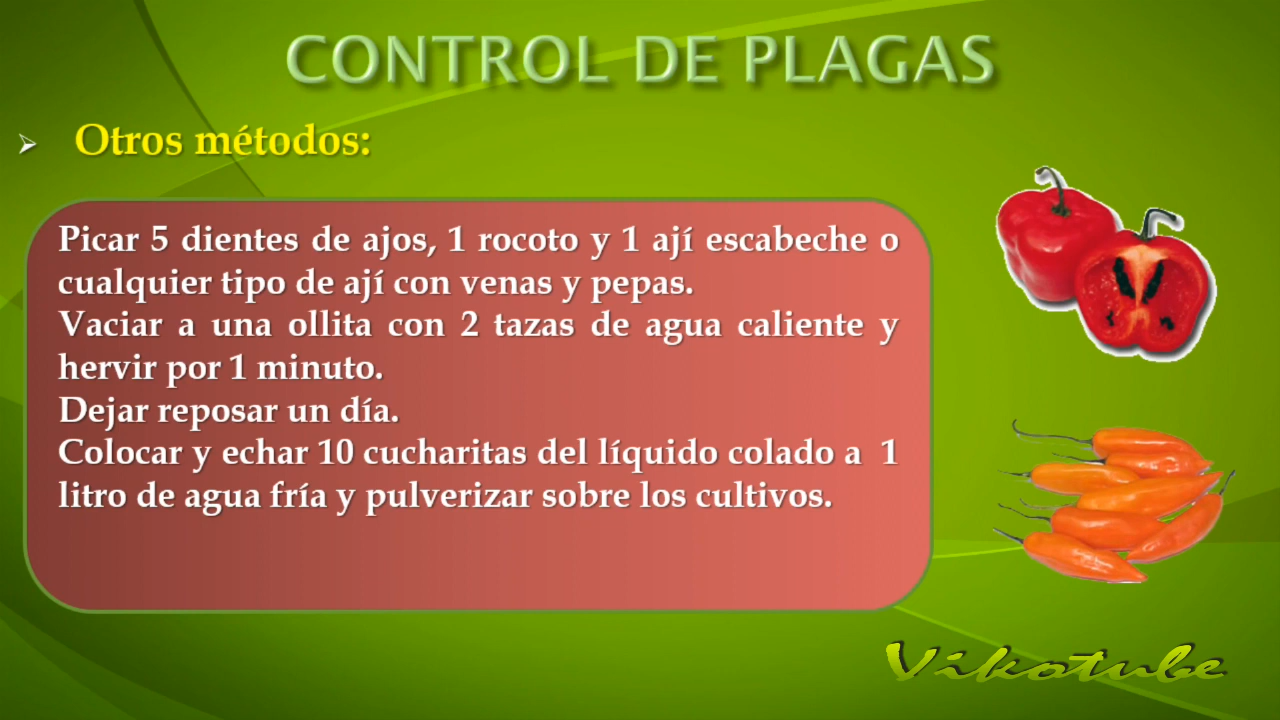 CONTROL DE PLAGAS
Otros métodos:
Picar 5 dientes de ajos, 1 rocoto y 1 ají escabeche o
cualquier tipo de ají con venas y pepas.
Vaciar a una ollita con 2 tazas de agua caliente y
hervir por 1 minuto.
Dejar reposar un día.
Colocar y echar 10 cucharitas del líquido colado a 1
litro de agua fría y pulverizar sobre los cultivos.
Vikotube